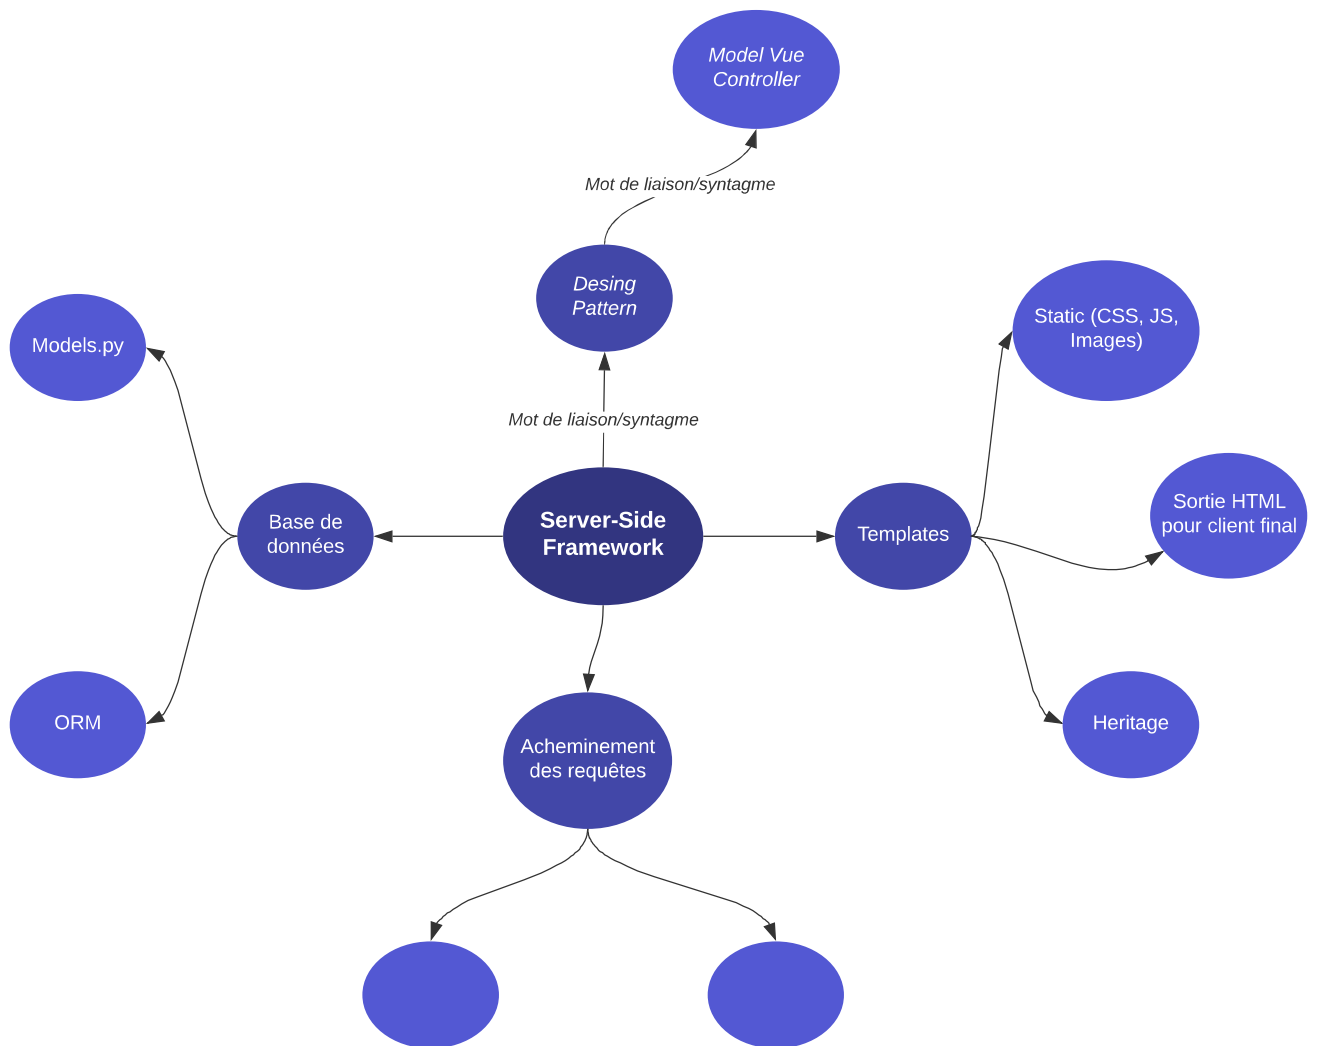 Model Vue
Controller
Mot de liaison/syntagme
Desing
Pattern
Static (CSS, JS,
Images)
Models.py
Mot de liaison/syntagme
Base de
données
Server-Side
Framework
Templates
Sortie HTML
pour client final
ORM
Acheminement
des requêtes
Heritage